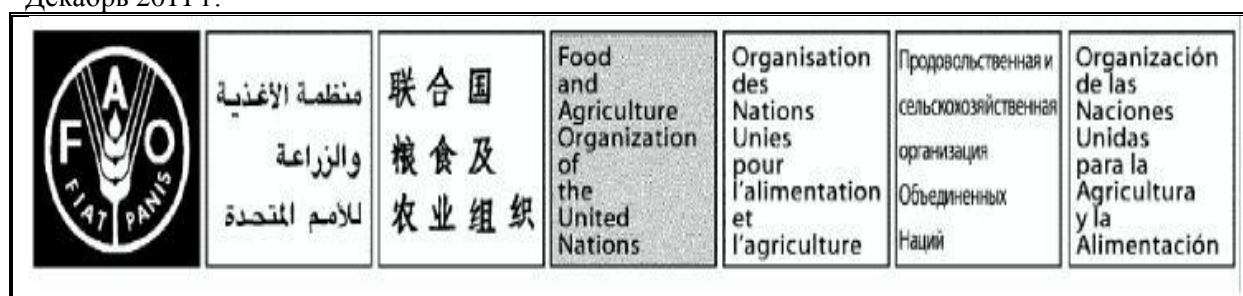 Декабрь 2011 г.
F A O
FIAT PANIS
منظمة الأغذية
والزراعة
للأمم المتحدة
联合国
粮食及
农业组织
Food
and
Agriculture
Organization
of
the
United
Nations
Organisation
des
Nations
Unies
pour
l'alimentation
et
l'agriculture
Продовольственная и
сельскохозяйственная
организация
Объединенных
Наций
Organización
de las
Naciones
Unidas
para la
Agricultura
y la
Alimentación